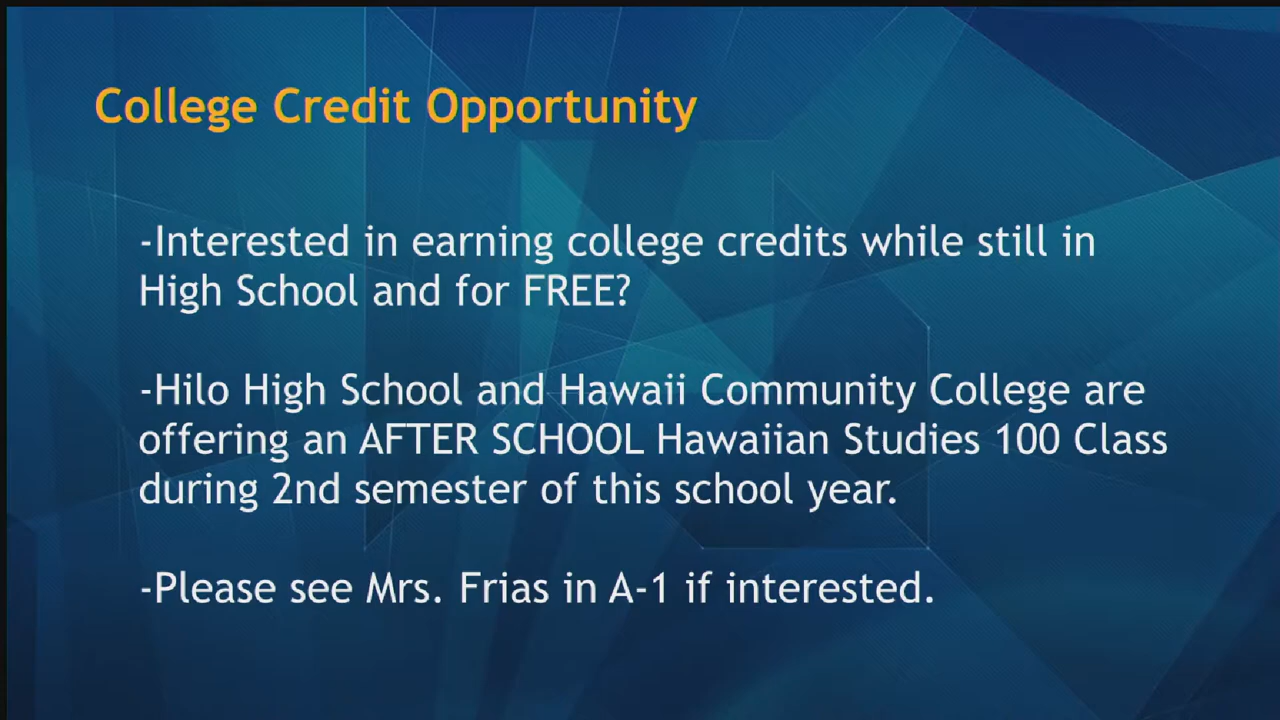 College Credit Opportunity
-Interested in earning college credits while still in
High School and for FREE?
-Hilo High School and Hawaii Community College are
offering an AFTER SCHOOL Hawaiian Studies 100 Class
during 2nd semester of this school year.
-Please see Mrs. Frias in A-1 if interested.